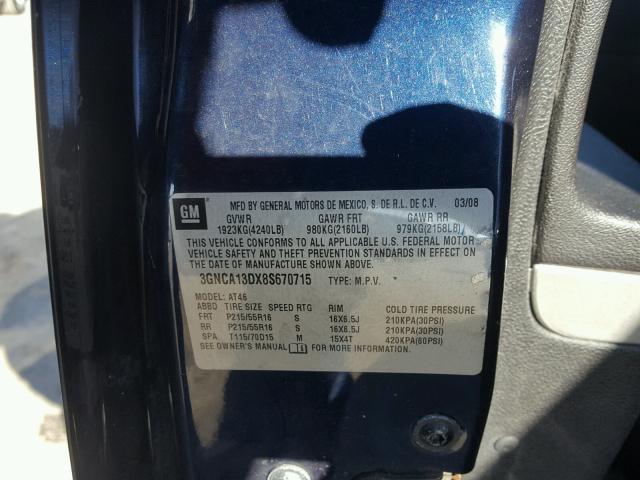 GM
MFD BY GENERAL MOTORS DE MEXICO, S. DE R.L. DE C.V. 03/08
GVWR GAWR FRT GAWR RR
1923KG(4240LB) 980KG(2160LB) 979KG(2158LB)
THIS VEHICLE CONFORMS TO ALL APPLICABLE U.S. FEDERAL MOTOR
VEHICLE SAFETY AND THEFT PREVENTION STANDARDS IN EFFECT ON THE
DATE OF MANUFACTURE SHOWN ABOVE.
3GNCA13DX8S670715 TYPE: M.P.V.
MODEL: AT46
ABBD TIRE SIZE SPEED RTG RIM COLD TIRE PRESSURE
FRT P215/55R16 S 16X6.5J 210KPA(30PSI)
RR P215/55R16 S 16X6.5J 210KPA(30PSI)
SPA T115/70D15 M 15X4T 420KPA(60PSI)
SEE OWNER'S MANUAL FOR MORE INFORMATION.